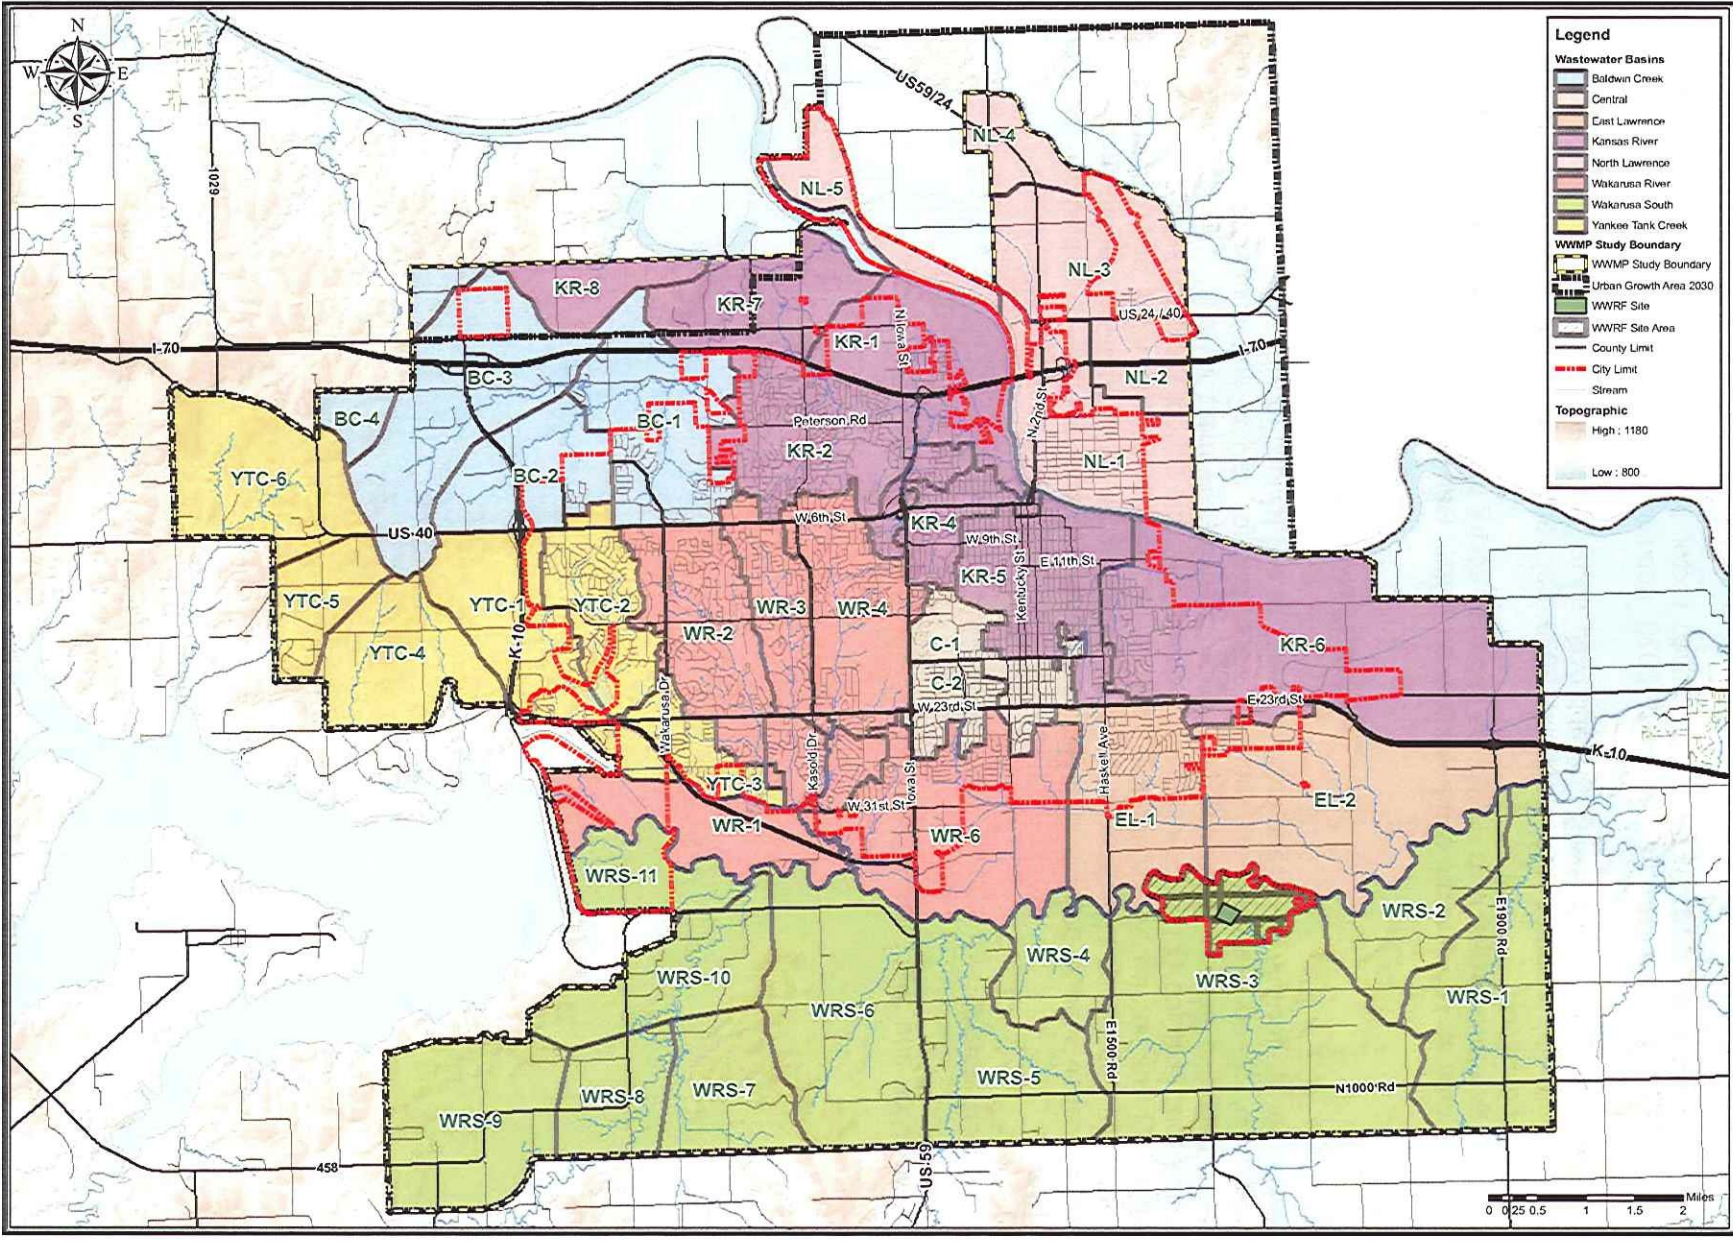 N
W E
S
Legend
Wastewater Basins
Baldwin Creek
Central
East Lawrence
Kansas River
North Lawrence
Wakarusa River
Wakarusa South
Yankee Tank Creek
WWMP Study Boundary
WWMP Study Boundary
Urban Growth Area 2030
WWRF Site
WWRF Site Area
County Limit
City Limit
Stream
Topographic
High : 1180
Low : 800
US59/24
NL-4
1029
NL-5
NL-3
KR-8
KR-7
US 24 / 40
N Iowa St
KR-1
I-70
I-70
BC-3
NL-2
BC-4
BC-1
Peterson Rd
N 2nd St
KR-2
NL-1
YTC-6
BC-2
W 6th St
KR-4
US-40
W 9th St
E 11th St
KR-5
Kentucky St
YTC-5
YTC-1
YTC-2
WR-3
WR-4
WR-2
C-1
KR-6
YTC-4
K-10
C-2
W 23rd St
E 23rd St
Wakarusa Dr
Kasold Dr
Iowa St
Haskell Ave
K-10
YTC-3
W 31st St
EL-2
WR-1
WR-6
EL-1
WRS-11
WRS-2
E1900 Rd
WRS-4
WRS-10
WRS-3
WRS-1
WRS-6
E1500 Rd
WRS-5
N1000 Rd
WRS-7
WRS-8
WRS-9
458
US 59
Miles
0 0.25 0.5 1 1.5 2